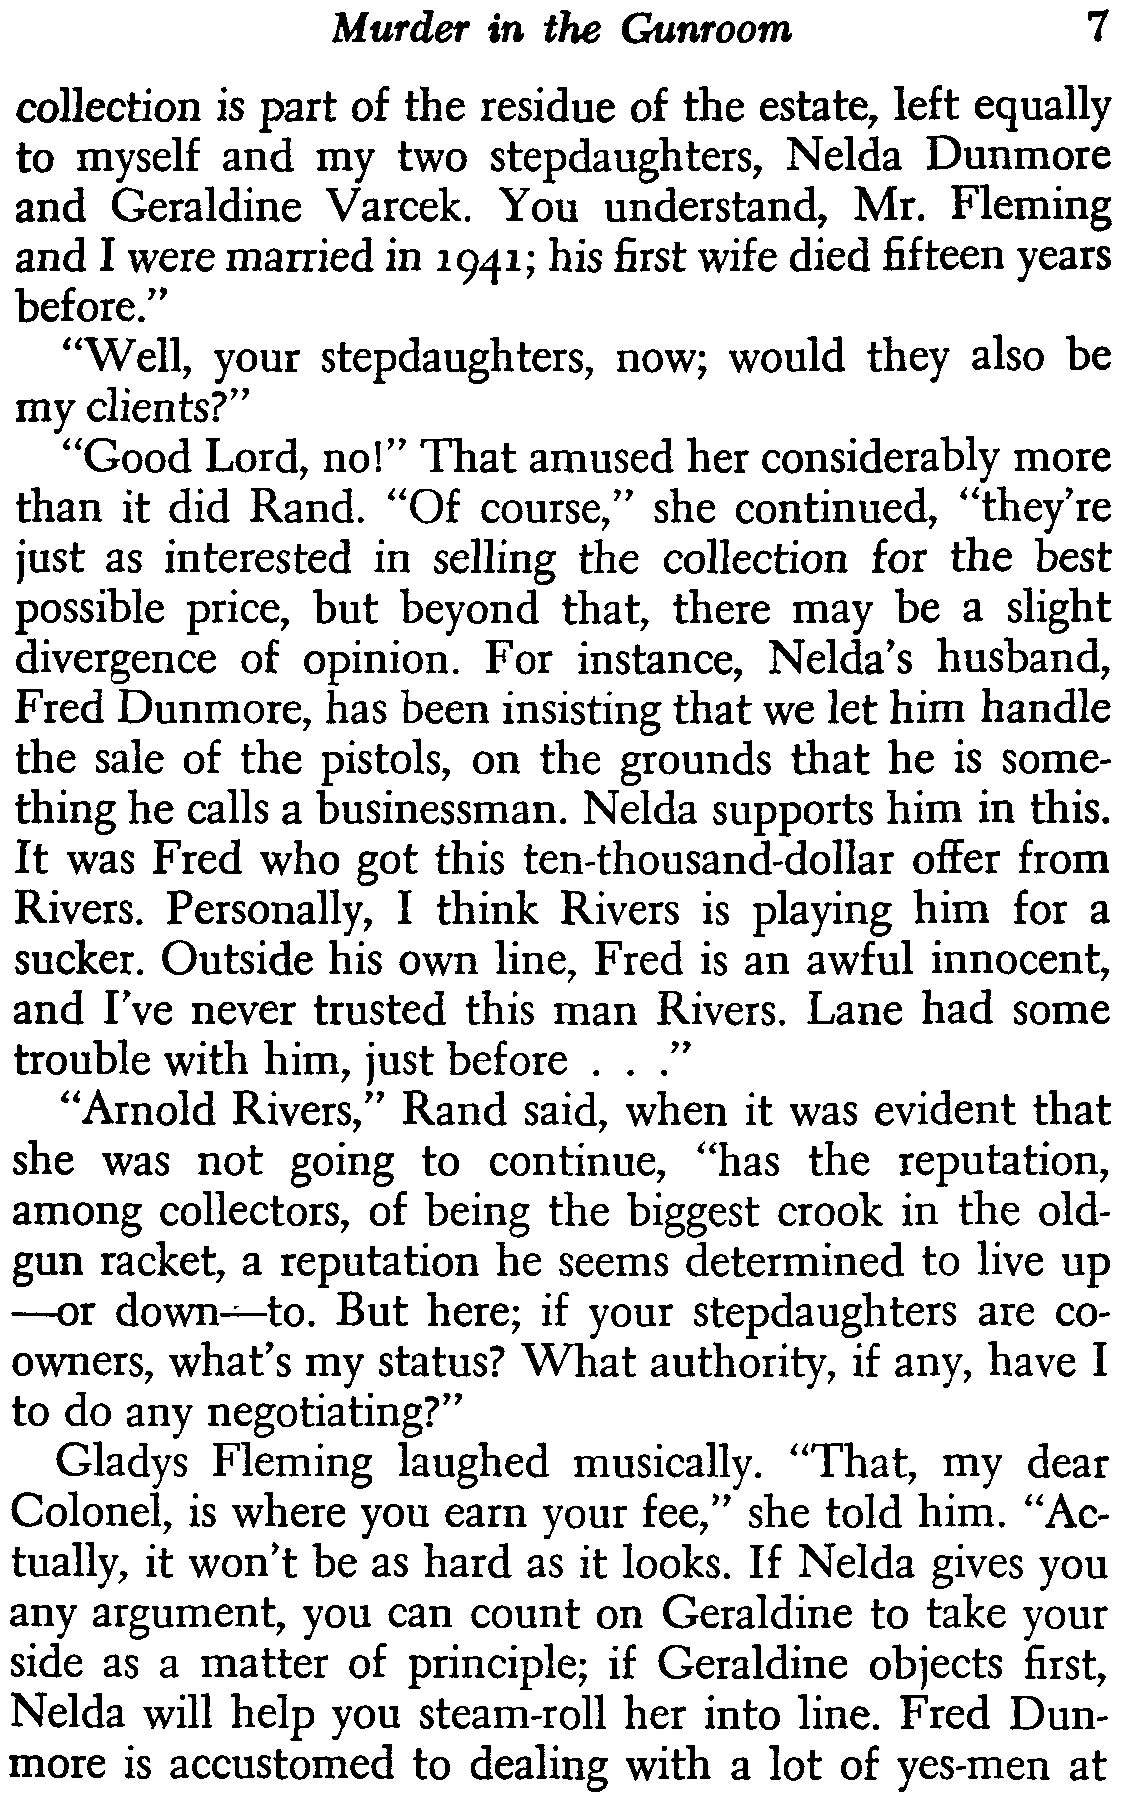 Murder in the Gunroom 7
collection is part of the residue of the estate, left equally
to myself and my two stepdaughters, Nelda Dunmore
and Geraldine Varcek. You understand, Mr. Fleming
and I were married in 1941; his first wife died fifteen years
before.”
“Well, your stepdaughters, now; would they also be
my clients?”
“Good Lord, no!” That amused her considerably more
than it did Rand. “Of course,” she continued, “they’re
just as interested in selling the collection for the best
possible price, but beyond that, there may be a slight
divergence of opinion. For instance, Nelda’s husband,
Fred Dunmore, has been insisting that we let him handle
the sale of the pistols, on the grounds that he is some-
thing he calls a businessman. Nelda supports him in this.
It was Fred who got this ten-thousand-dollar offer from
Rivers. Personally, I think Rivers is playing him for a
sucker. Outside his own line, Fred is an awful innocent,
and I’ve never trusted this man Rivers. Lane had some
trouble with him, just before . . .”
“Arnold Rivers,” Rand said, when it was evident that
she was not going to continue, “has the reputation,
among collectors, of being the biggest crook in the old-
gun racket, a reputation he seems determined to live up
—or down—to. But here; if your stepdaughters are co-
owners, what’s my status? What authority, if any, have I
to do any negotiating?”
Gladys Fleming laughed musically. “That, my dear
Colonel, is where you earn your fee,” she told him. “Ac-
tually, it won’t be as hard as it looks. If Nelda gives you
any argument, you can count on Geraldine to take your
side as a matter of principle; if Geraldine objects first,
Nelda will help you steam-roll her into line. Fred Dun-
more is accustomed to dealing with a lot of yes-men at